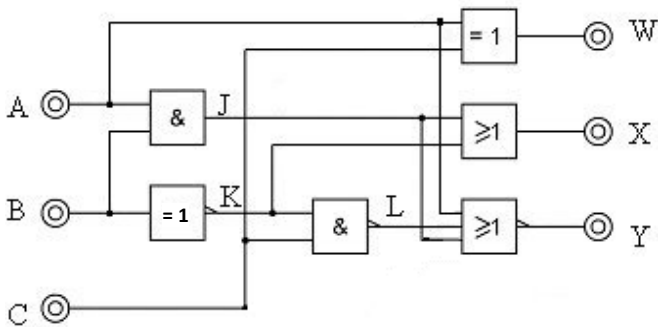 = 1
W
A
&
J
≥1
X
B
= 1
K
&
L
≥1
Y
C